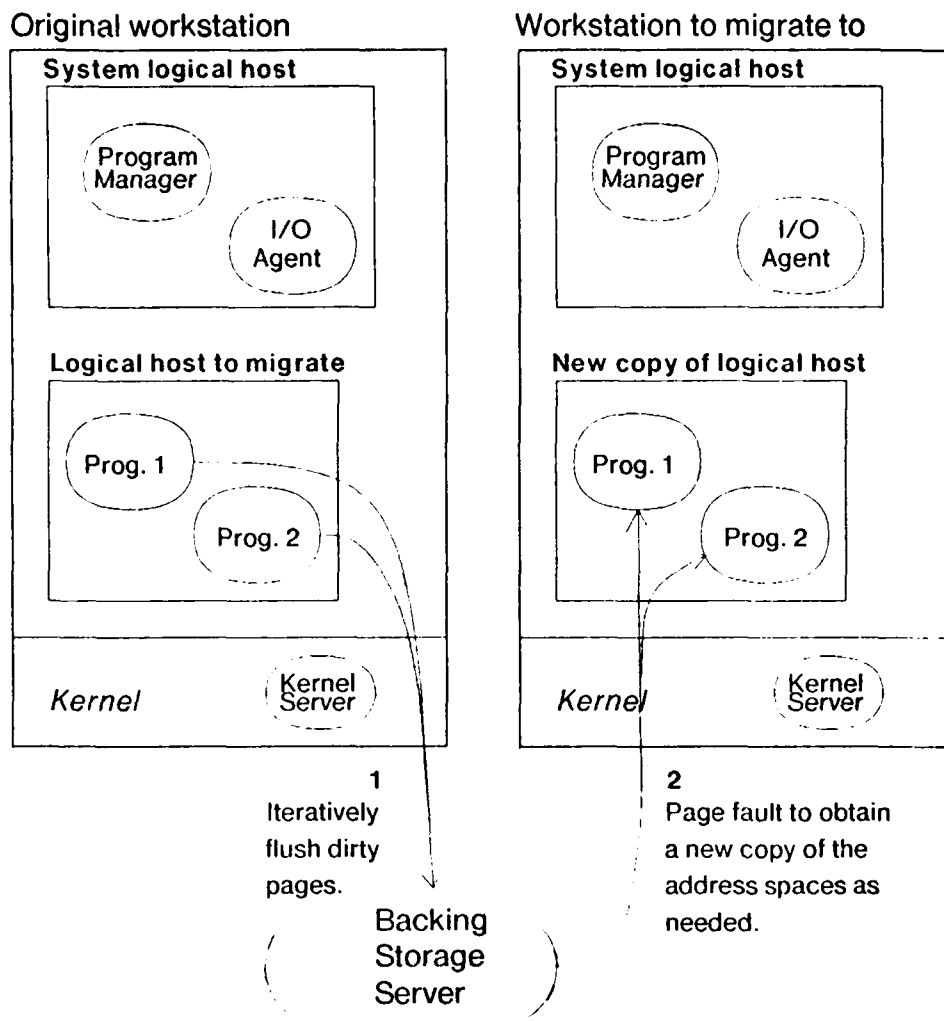 Original workstation
System logical host
Program
Manager
I/O
Agent
Logical host to migrate
Prog. 1
Prog. 2
Kernel
Kernel
Server
Workstation to migrate to
System logical host
Program
Manager
I/O
Agent
New copy of logical host
Prog. 1
Prog. 2
Kernel
Kernel
Server
1
Iteratively
flush dirty
pages.
2
Page fault to obtain
a new copy of the
address spaces as
needed.
Backing
Storage
Server